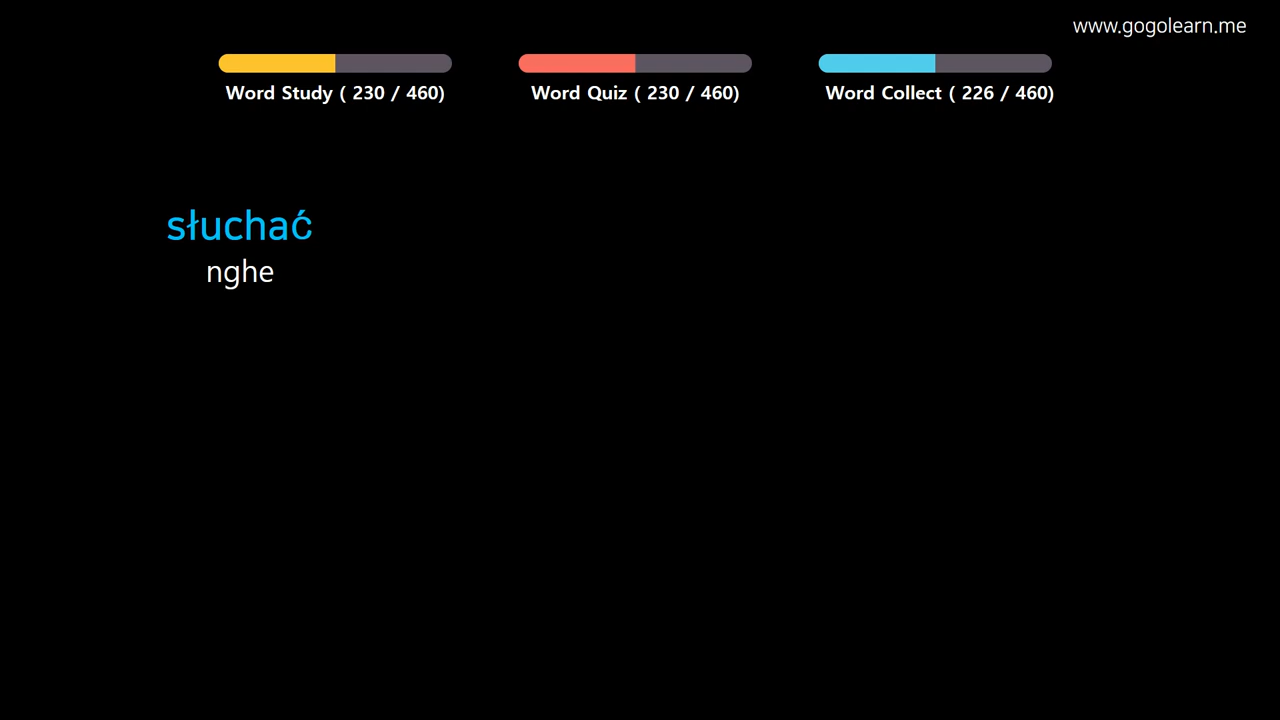 www.gogolearn.me
Word Study ( 230 / 460)
Word Quiz ( 230 / 460)
Word Collect ( 226 / 460)
słuchać
nghe